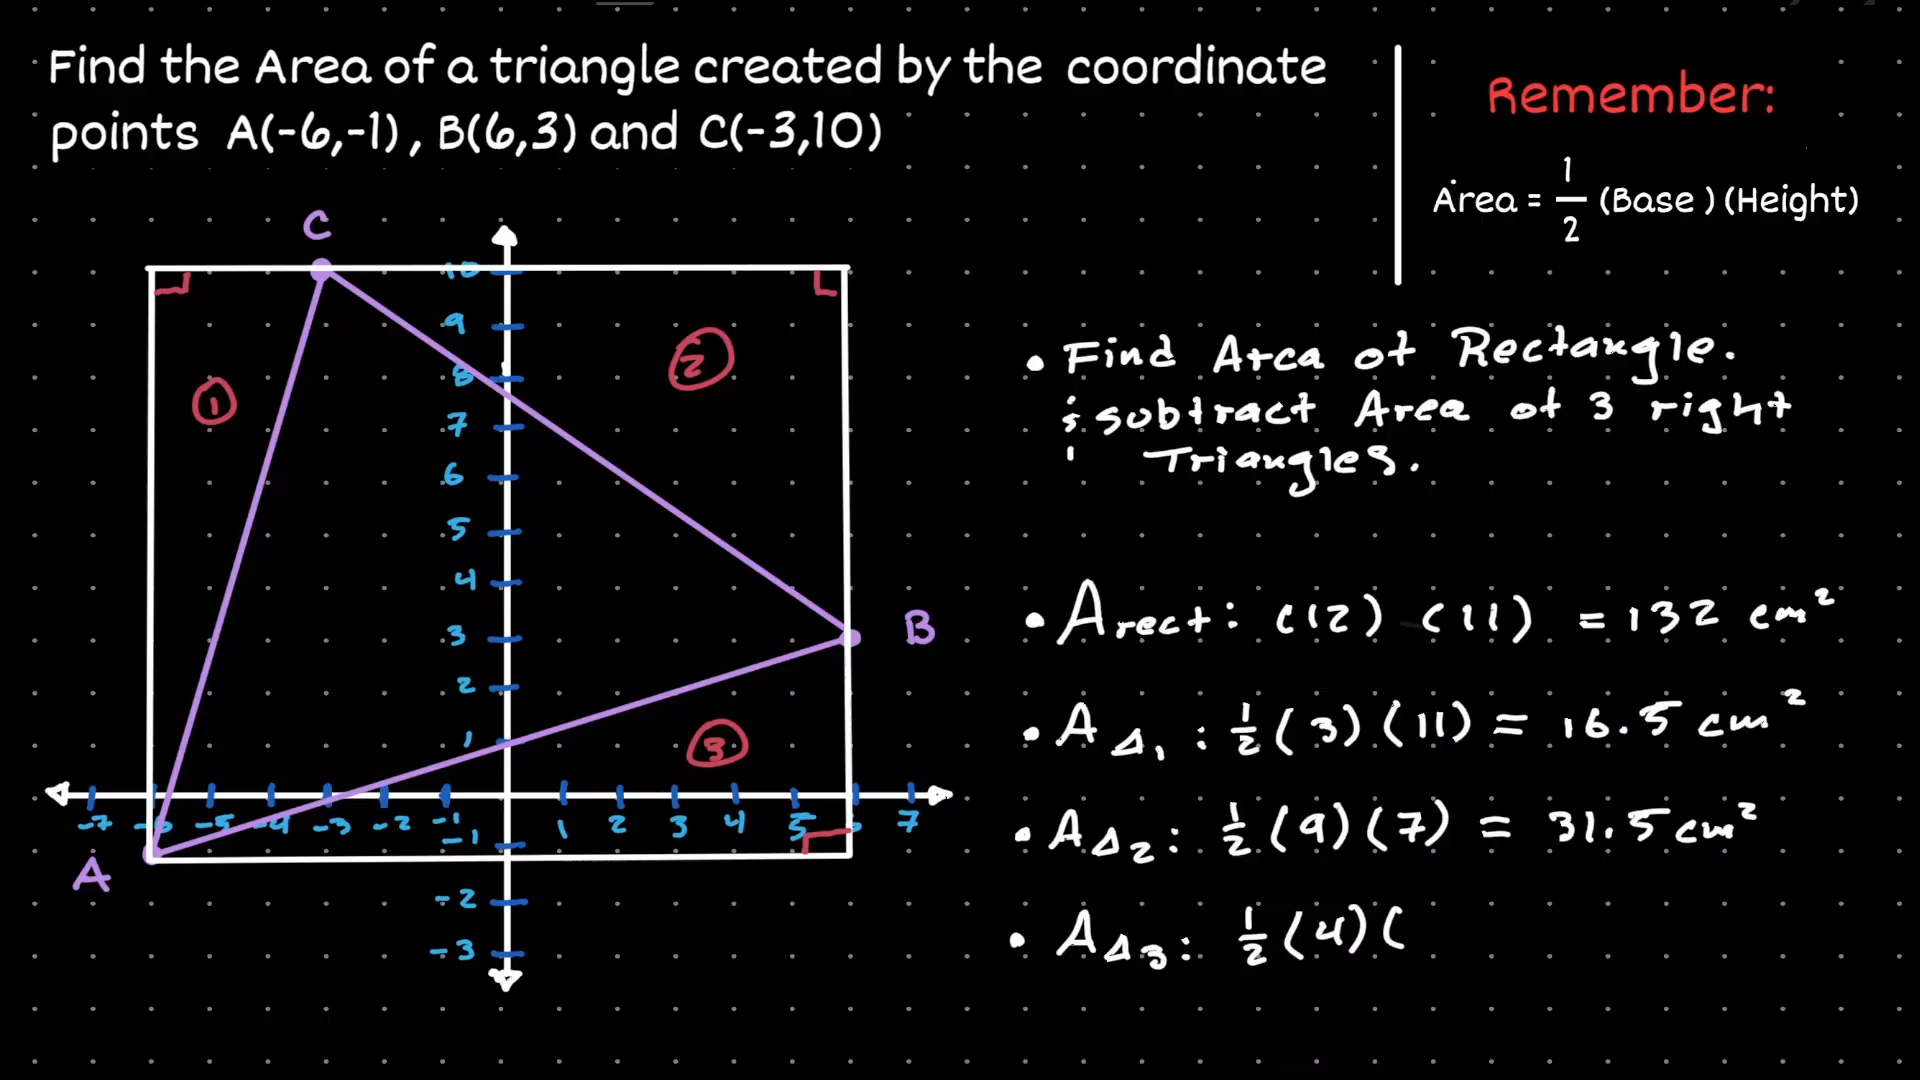 Find the Area of a triangle created by the coordinate
points A(-6,-1), B(6,3) and C(-3,10)
Remember:
Area = 1/2 (Base) (Height)
C
10
9
8
7
6
5
4
3
2
1
-1
-2
-3
① 
②
③
B
A
-7 -6 -5 -4 -3 -2 -1 1 2 3 4 5 6 7
• Find Area of Rectangle.
& subtract Area of 3 right
Triangles.
• A rect: (12) (11) = 132 cm²
• A Δ1: 1/2 (3) (11) = 16.5 cm²
• A Δ2: 1/2 (9) (7) = 31.5 cm²
• A Δ3: 1/2 (4) (